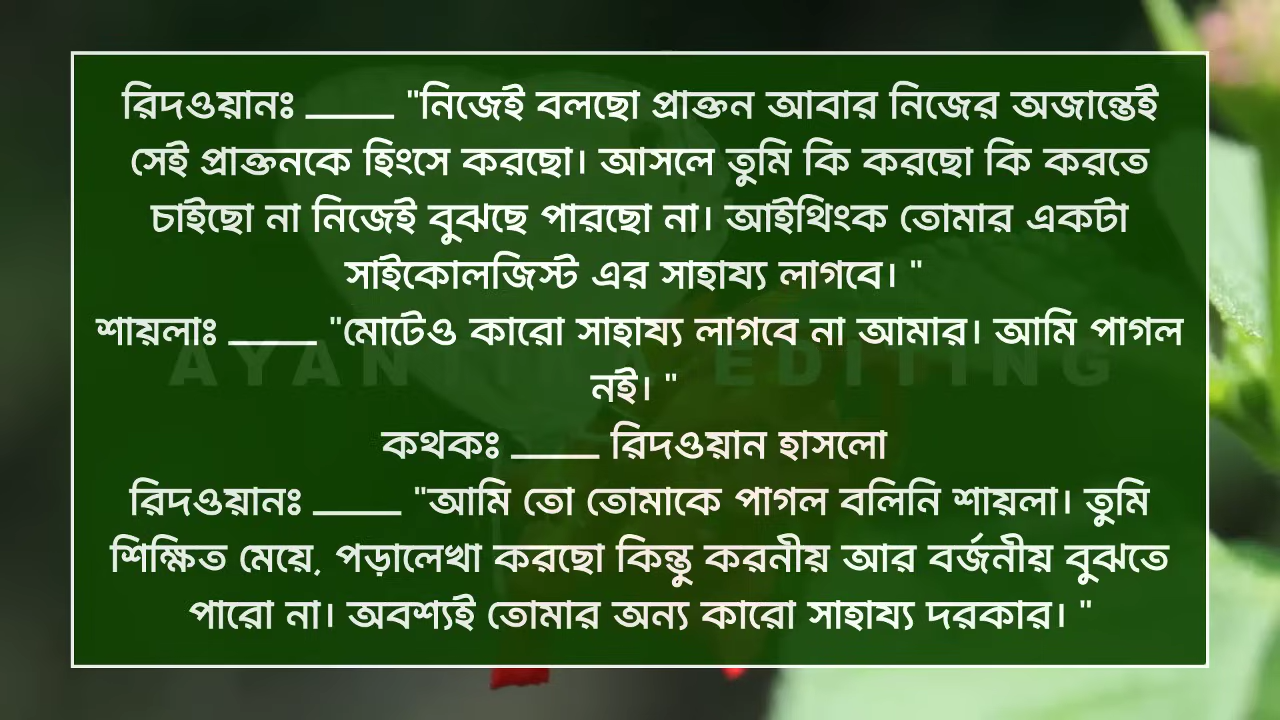 রিদওয়ানঃ _____ "নিজেই বলছো প্রাক্তন আবার নিজের অজান্তেই
সেই প্রাক্তনকে হিংসে করছো। আসলে তুমি কি করছো কি করতে
চাইছো না নিজেই বুঝছে পারছো না। আইথিংক তোমার একটা
সাইকোলজিস্ট এর সাহায্য লাগবে। "
শায়লাঃ _____ "মোটেও কারো সাহায্য লাগবে না আমার। আমি পাগল
AYANTIKA EDITING
নই। "
কথকঃ _____ রিদওয়ান হাসলো
রিদওয়ানঃ _____ "আমি তো তোমাকে পাগল বলিনি শায়লা। তুমি
শিক্ষিত মেয়ে, পড়ালেখা করছো কিন্তু করনীয় আর বর্জনীয় বুঝতে
পারো না। অবশ্যই তোমার অন্য কারো সাহায্য দরকার। "